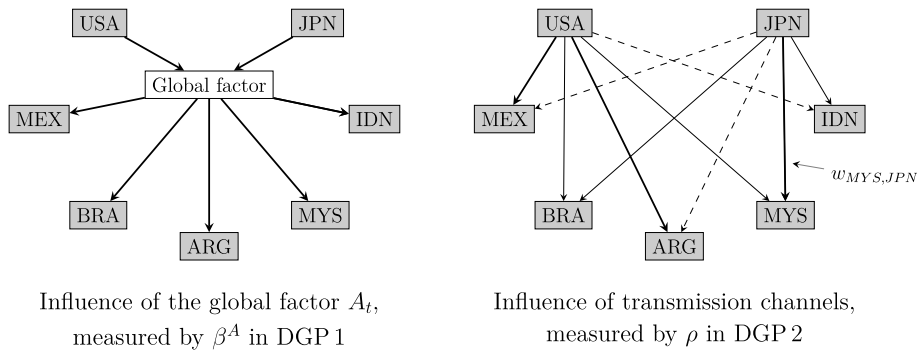 USA
JPN
Global factor
MEX
IDN
BRA
MYS
ARG
Influence of the global factor $A_t$,
measured by $\beta^A$ in DGP 1
USA
JPN
MEX
IDN
$w_{MYS,JPN}$
BRA
MYS
ARG
Influence of transmission channels,
measured by $\rho$ in DGP 2